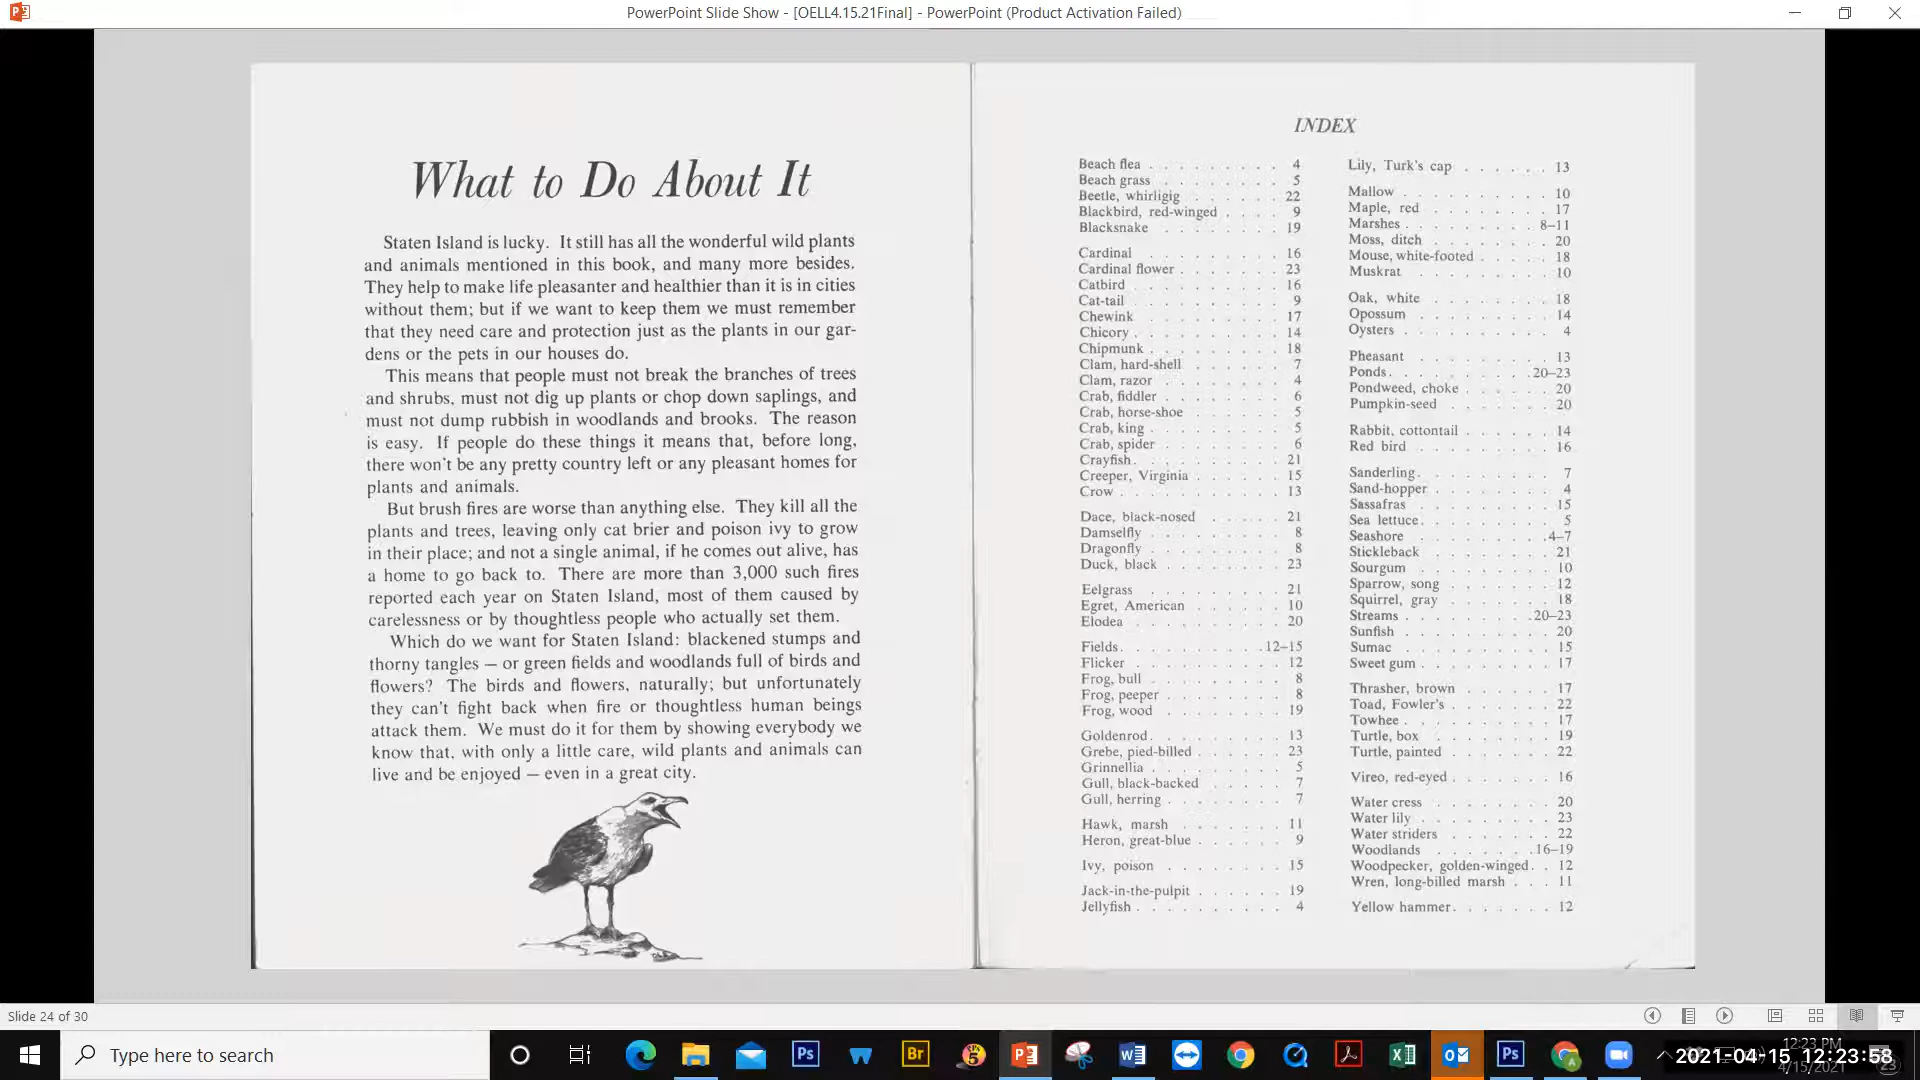 PowerPoint Slide Show - [OELL4.15.21Final] - PowerPoint (Product Activation Failed)
What to Do About It
Staten Island is lucky. It still has all the wonderful wild plants
and animals mentioned in this book, and many more besides.
They help to make life pleasanter and healthier than it is in cities
without them; but if we want to keep them we must remember
that they need care and protection just as the plants in our gar-
dens or the pets in our houses do.
This means that people must not break the branches of trees
and shrubs, must not dig up plants or chop down saplings, and
must not dump rubbish in woodlands and brooks. The reason
is easy. If people do these things it means that, before long,
there won't be any pretty country left or any pleasant homes for
plants and animals.
But brush fires are worse than anything else. They kill all the
plants and trees, leaving only cat brier and poison ivy to grow
in their place; and not a single animal, if he comes out alive, has
a home to go back to. There are more than 3,000 such fires
reported each year on Staten Island, most of them caused by
carelessness or by thoughtless people who actually set them.
Which do we want for Staten Island: blackened stumps and
thorny tangles — or green fields and woodlands full of birds and
flowers? The birds and flowers, naturally; but unfortunately
they can't fight back when fire or thoughtless human beings
attack them. We must do it for them by showing everybody we
know that, with only a little care, wild plants and animals can
live and be enjoyed — even in a great city.
INDEX
Beach flea . . . . . . . . . 4
Beach grass . . . . . . . . 5
Beetle, whirligig . . . . . . 22
Blackbird, red-winged . . . . 9
Blacksnake . . . . . . . . 19
Cardinal . . . . . . . . . 16
Cardinal flower . . . . . . . 23
Catbird . . . . . . . . . 16
Cat-tail . . . . . . . . . 9
Chewink . . . . . . . . . 17
Chicory . . . . . . . . . . 14
Chipmunk . . . . . . . . . 18
Clam, hard-shell . . . . . . 7
Clam, razor . . . . . . . . 4
Crab, fiddler . . . . . . . . 6
Crab, horse-shoe . . . . . . 5
Crab, king . . . . . . . . . 5
Crab, spider . . . . . . . . 6
Crayfish . . . . . . . . . . 21
Creeper, Virginia . . . . . . 15
Crow . . . . . . . . . . . 13
Dace, black-nosed . . . . . 21
Damselfly . . . . . . . . . 8
Dragonfly . . . . . . . . . 8
Duck, black . . . . . . . . 23
Eelgrass . . . . . . . . . 21
Egret, American . . . . . . 10
Elodea . . . . . . . . . . 20
Fields . . . . . . . . . . 12–15
Flicker . . . . . . . . . . 12
Frog, bull . . . . . . . . . 8
Frog, peeper . . . . . . . . 8
Frog, wood . . . . . . . . 19
Goldenrod . . . . . . . . . 13
Grebe, pied-billed . . . . . . 23
Grinnellia . . . . . . . . . 5
Gull, black-backed . . . . . 7
Gull, herring . . . . . . . . 7
Hawk, marsh . . . . . . . 11
Heron, great-blue . . . . . . 9
Ivy, poison . . . . . . . . 15
Jack-in-the-pulpit . . . . . . 19
Jellyfish . . . . . . . . . . 4
Lily, Turk's cap . . . . . . 13
Mallow . . . . . . . . . . 10
Maple, red . . . . . . . . 17
Marshes . . . . . . . . . 8–11
Moss, ditch . . . . . . . . 20
Mouse, white-footed . . . . . 18
Muskrat . . . . . . . . . 10
Oak, white . . . . . . . . 18
Opossum . . . . . . . . . 14
Oysters . . . . . . . . . . 4
Pheasant . . . . . . . . . 13
Ponds . . . . . . . . . . 20–23
Pondweed, choke . . . . . . 20
Pumpkin-seed . . . . . . . 20
Rabbit, cottontail . . . . . . 14
Red bird . . . . . . . . . 16
Sanderling . . . . . . . . . 7
Sand-hopper . . . . . . . . 4
Sassafras . . . . . . . . . 15
Sea lettuce . . . . . . . . . 5
Seashore . . . . . . . . . 4–7
Stickleback . . . . . . . . 21
Sourgum . . . . . . . . . 10
Sparrow, song . . . . . . . 12
Squirrel, gray . . . . . . . 18
Streams . . . . . . . . . 20–23
Sunfish . . . . . . . . . . 20
Sumac . . . . . . . . . . 15
Sweet gum . . . . . . . . . 17
Thrasher, brown . . . . . . 17
Toad, Fowler's . . . . . . . 22
Towhee . . . . . . . . . . 17
Turtle, box . . . . . . . . 19
Turtle, painted . . . . . . . 22
Vireo, red-eyed . . . . . . . 16
Water cress . . . . . . . . 20
Water lily . . . . . . . . . 23
Water striders . . . . . . . 22
Woodlands . . . . . . . 16–19
Woodpecker, golden-winged . . 12
Wren, long-billed marsh . . . 11
Yellow hammer . . . . . . . 12
Slide 24 of 30
Type here to search
12:23 PM
2021-04-15 12:23:58
4/15/2021
23